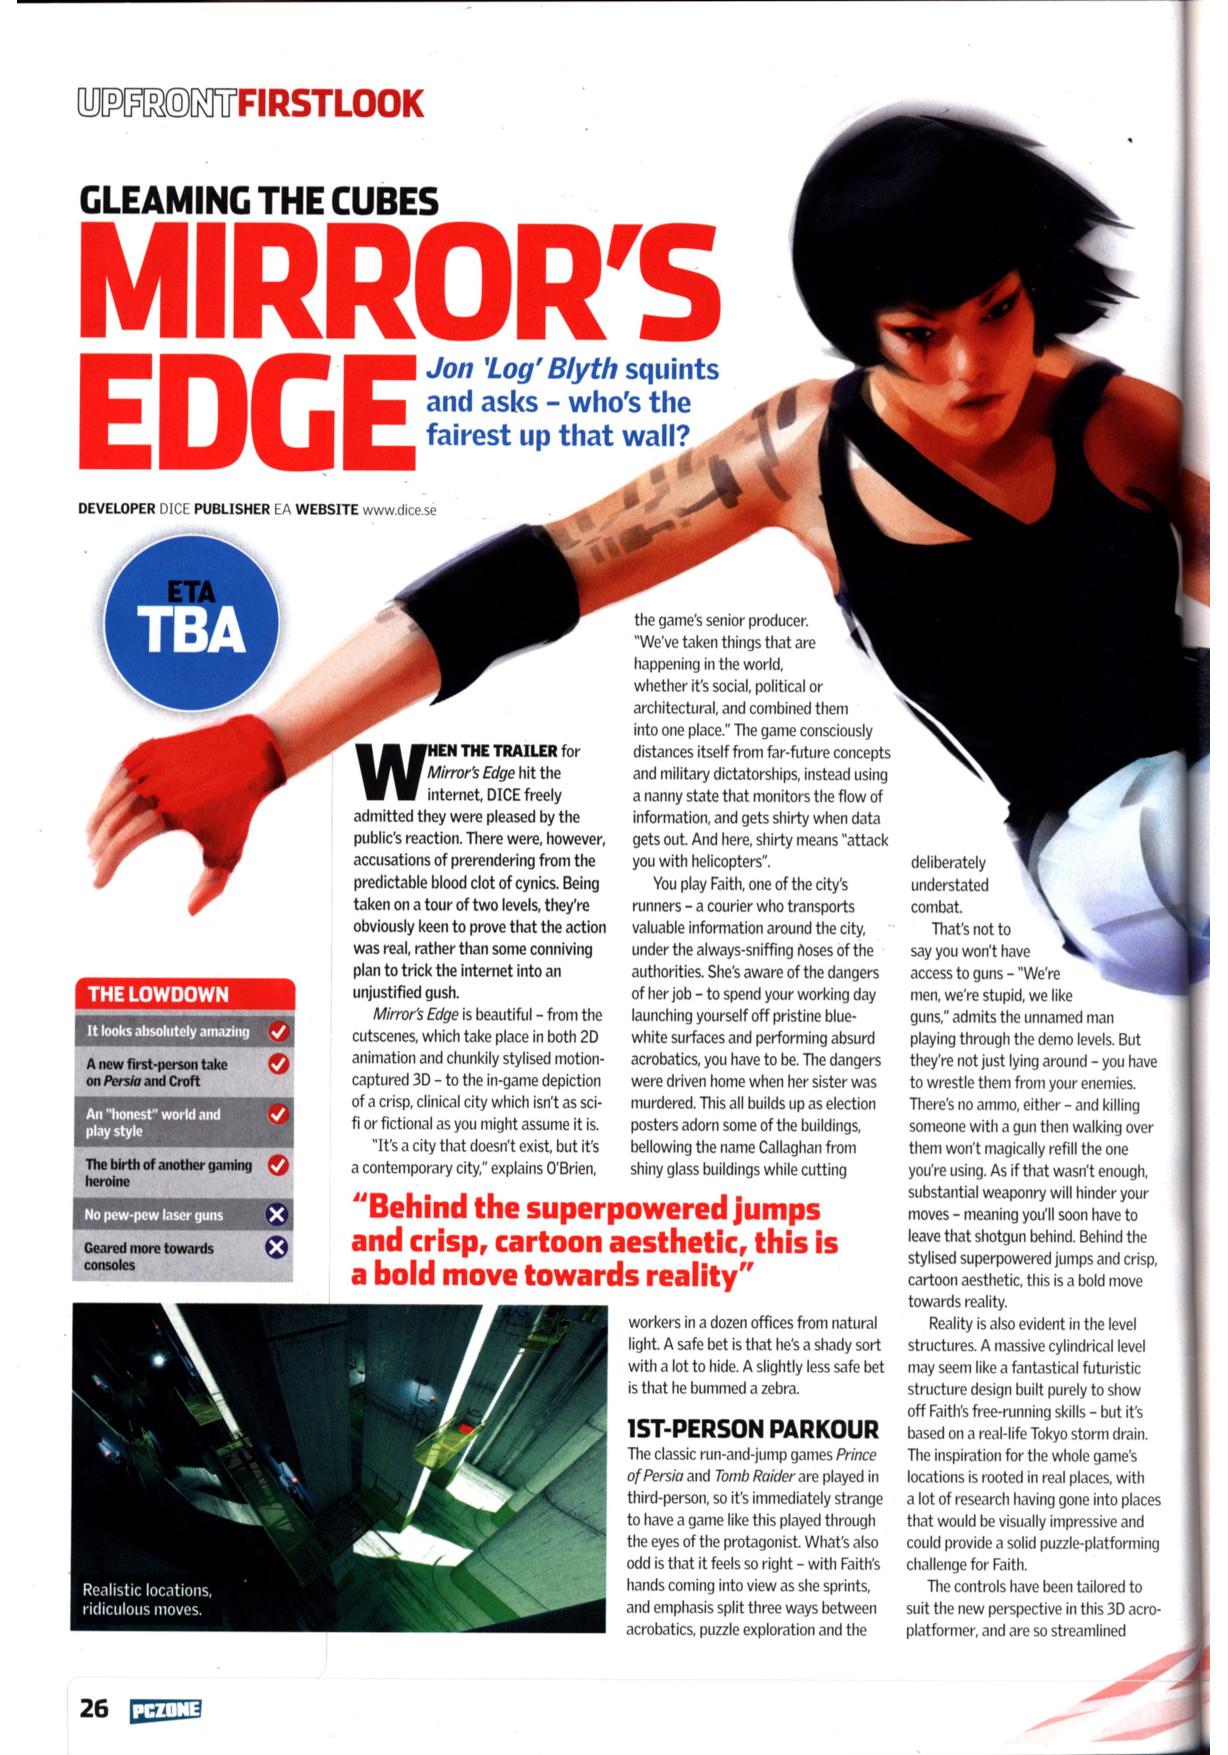 UPFRONTFIRSTLOOK
GLEAMING THE CUBES
MIRROR'S
EDGE
Jon 'Log' Blyth squints
and asks – who's the
fairest up that wall?
DEVELOPER DICE PUBLISHER EA WEBSITE www.dice.se
ETA
TBA
WHEN THE TRAILER for
Mirror's Edge hit the
internet, DICE freely
admitted they were pleased by the
public's reaction. There were, however,
accusations of prerendering from the
predictable blood clot of cynics. Being
taken on a tour of two levels, they're
obviously keen to prove that the action
was real, rather than some conniving
plan to trick the internet into an
unjustified gush.
Mirror's Edge is beautiful – from the
cutscenes, which take place in both 2D
animation and chunkily stylised motion-
captured 3D – to the in-game depiction
of a crisp, clinical city which isn't as sci-
fi or fictional as you might assume it is.
"It's a city that doesn't exist, but it's
a contemporary city," explains O'Brien,
the game's senior producer.
"We've taken things that are
happening in the world,
whether it's social, political or
architectural, and combined them
into one place." The game consciously
distances itself from far-future concepts
and military dictatorships, instead using
a nanny state that monitors the flow of
information, and gets shirty when data
gets out. And here, shirty means "attack
you with helicopters".
You play Faith, one of the city's
runners – a courier who transports
valuable information around the city,
under the always-sniffing noses of the
authorities. She's aware of the dangers
of her job – to spend your working day
launching yourself off pristine blue-
white surfaces and performing absurd
acrobatics, you have to be. The dangers
were driven home when her sister was
murdered. This all builds up as election
posters adorn some of the buildings,
bellowing the name Callaghan from
shiny glass buildings while cutting
"Behind the superpowered jumps
and crisp, cartoon aesthetic, this is
a bold move towards reality"
workers in a dozen offices from natural
light. A safe bet is that he's a shady sort
with a lot to hide. A slightly less safe bet
is that he bummed a zebra.
1ST-PERSON PARKOUR
The classic run-and-jump games Prince
of Persia and Tomb Raider are played in
third-person, so it's immediately strange
to have a game like this played through
the eyes of the protagonist. What's also
odd is that it feels so right – with Faith's
hands coming into view as she sprints,
and emphasis split three ways between
acrobatics, puzzle exploration and the
deliberately
understated
combat.
That's not to
say you won't have
access to guns – "We're
men, we're stupid, we like
guns," admits the unnamed man
playing through the demo levels. But
they're not just lying around – you have
to wrestle them from your enemies.
There's no ammo, either – and killing
someone with a gun then walking over
them won't magically refill the one
you're using. As if that wasn't enough,
substantial weaponry will hinder your
moves – meaning you'll soon have to
leave that shotgun behind. Behind the
stylised superpowered jumps and crisp,
cartoon aesthetic, this is a bold move
towards reality.
Reality is also evident in the level
structures. A massive cylindrical level
may seem like a fantastical futuristic
structure design built purely to show
off Faith's free-running skills – but it's
based on a real-life Tokyo storm drain.
The inspiration for the whole game's
locations is rooted in real places, with
a lot of research having gone into places
that would be visually impressive and
could provide a solid puzzle-platforming
challenge for Faith.
The controls have been tailored to
suit the new perspective in this 3D acro-
platformer, and are so streamlined
THE LOWDOWN
It looks absolutely amazing
A new first-person take
on Persia and Croft
An "honest" world and
play style
The birth of another gaming
heroine
No pew-pew laser guns
Geared more towards
consoles
Realistic locations,
ridiculous moves.
26 PCZONE